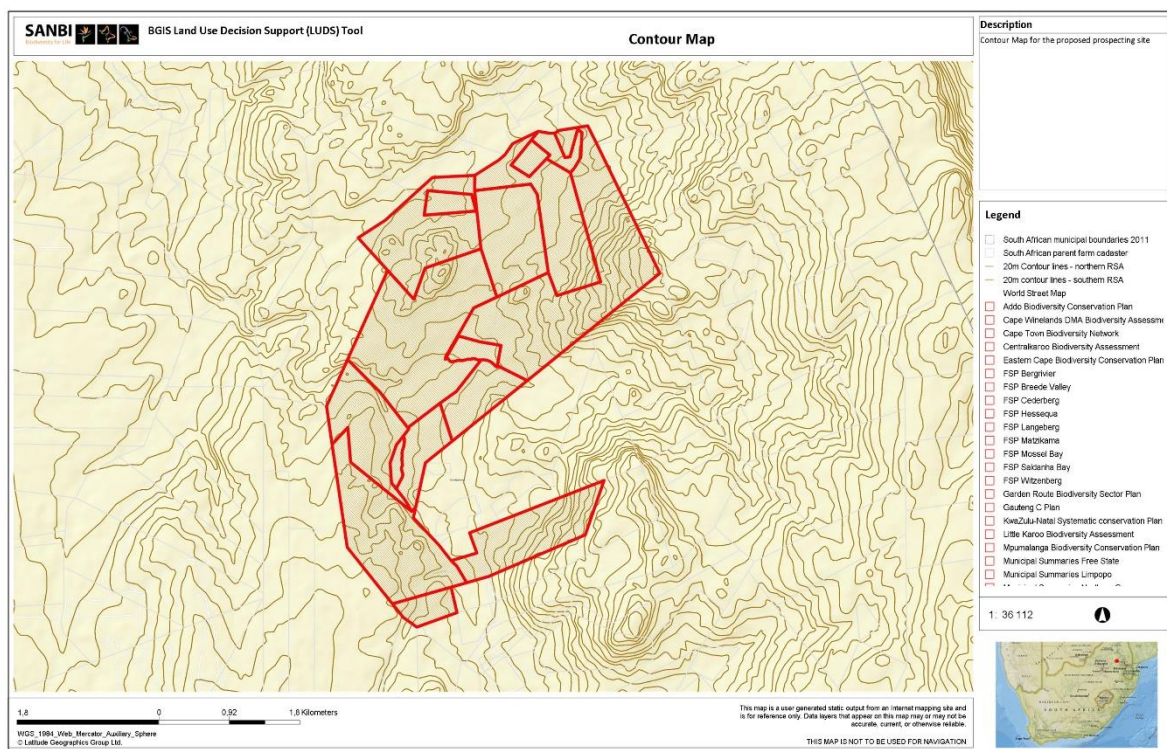 SANBI
Biodiversity for Life
BGIS Land Use Decision Support (LUDS) Tool
Contour Map
Description
Contour Map for the proposed prospecting site
Legend
South African municipal boundaries 2011
South African parent farm cadaster
20m Contour lines - northern RSA
20m contour lines - southern RSA
World Street Map
Addo Biodiversity Conservation Plan
Cape Winelands DMA Biodiversity Assessme
Cape Town Biodiversity Network
Centralkaroo Biodiversity Assessment
Eastern Cape Biodiversity Conservation Plan
FSP Bergrivier
FSP Breede Valley
FSP Cederberg
FSP Hessequa
FSP Langeberg
FSP Matzikama
FSP Mossel Bay
FSP Saldanha Bay
FSP Witzenberg
Garden Route Biodiversity Sector Plan
Gauteng C Plan
KwaZulu-Natal Systematic conservation Plan
Little Karoo Biodiversity Assessment
Mpumalanga Biodiversity Conservation Plan
Municipal Summaries Free State
Municipal Summaries Limpopo
1: 36 112
1,8 0 0,92 1,8 Kilometers
WGS_1984_Web_Mercator_Auxiliary_Sphere
© Latitude Geographics Group Ltd.
This map is a user generated static output from an Internet mapping site and
is for reference only. Data layers that appear on this map may or may not be
accurate, current, or otherwise reliable.
THIS MAP IS NOT TO BE USED FOR NAVIGATION